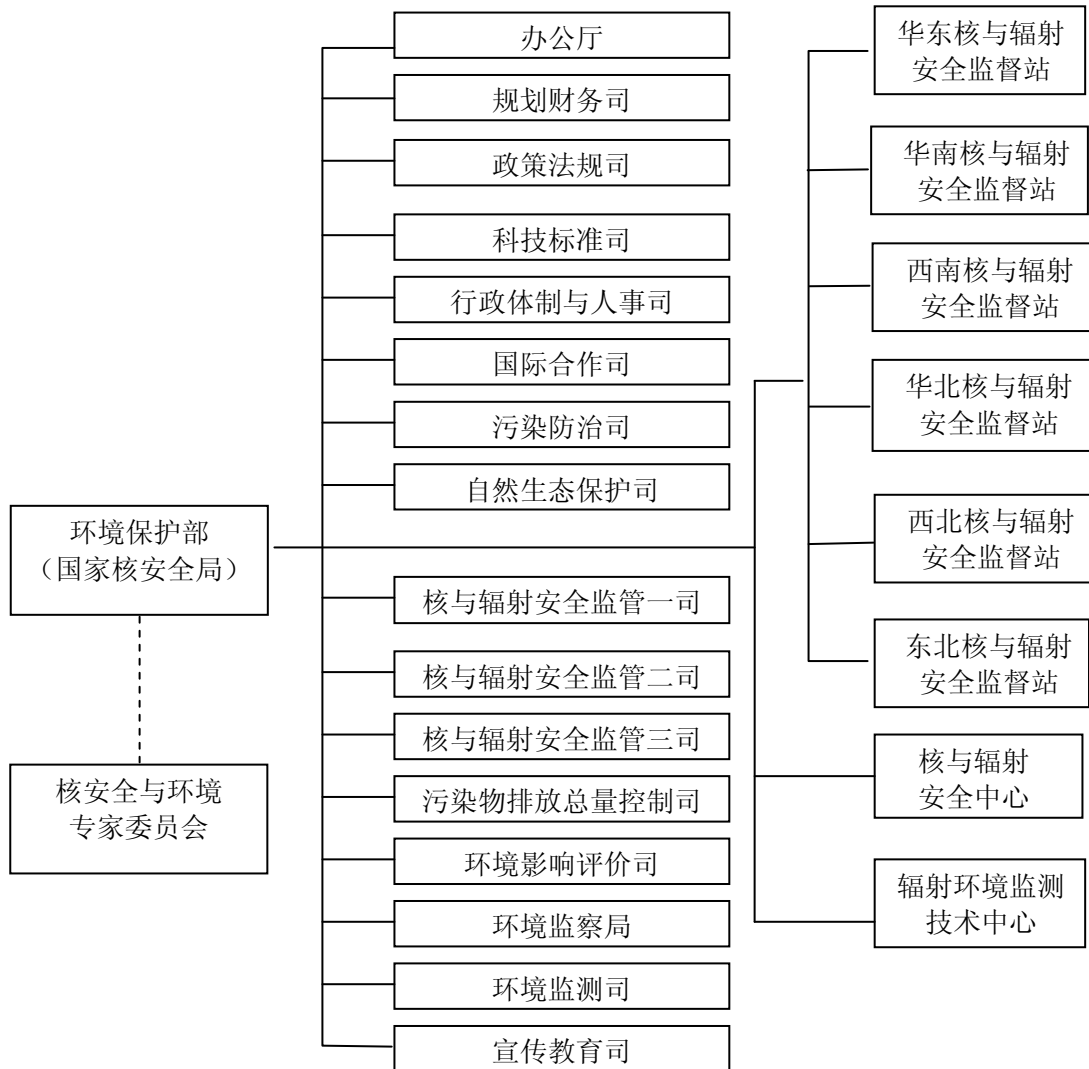 环境保护部
（国家核安全局）
核安全与环境
专家委员会
办公厅
规划财务司
政策法规司
科技标准司
行政体制与人事司
国际合作司
污染防治司
自然生态保护司
核与辐射安全监管一司
核与辐射安全监管二司
核与辐射安全监管三司
污染物排放总量控制司
环境影响评价司
环境监察局
环境监测司
宣传教育司
华东核与辐射
安全监督站
华南核与辐射
安全监督站
西南核与辐射
安全监督站
华北核与辐射
安全监督站
西北核与辐射
安全监督站
东北核与辐射
安全监督站
核与辐射
安全中心
辐射环境监测
技术中心